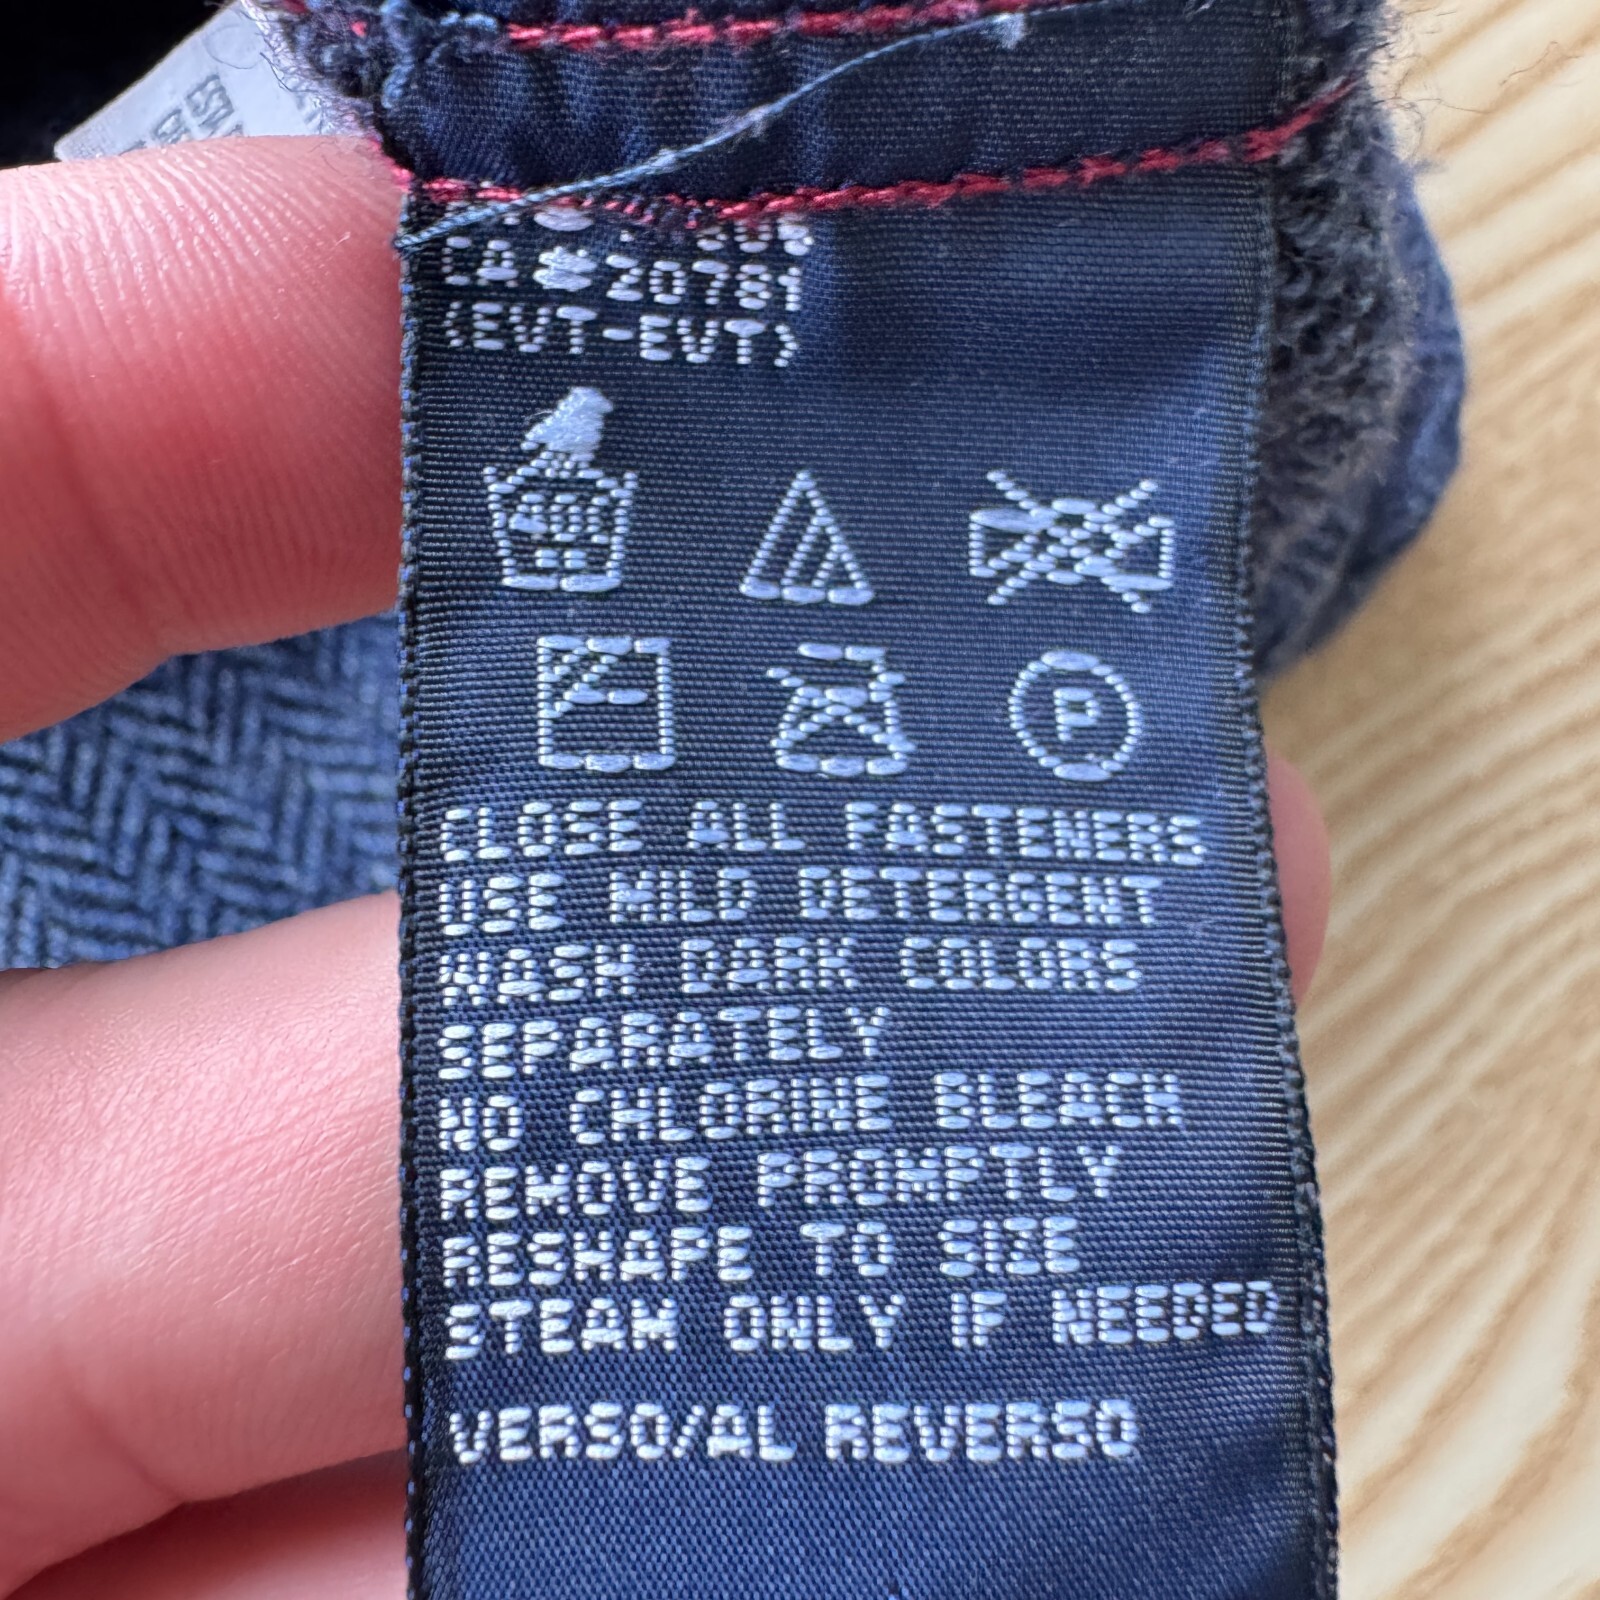 CA 20781
(EVT-EVT)
40
P
CLOSE ALL FASTENERS
USE MILD DETERGENT
WASH DARK COLORS
SEPARATELY
NO CHLORINE BLEACH
REMOVE PROMPTLY
RESHAPE TO SIZE
STEAM ONLY IF NEEDED
VERSO/AL REVERSO